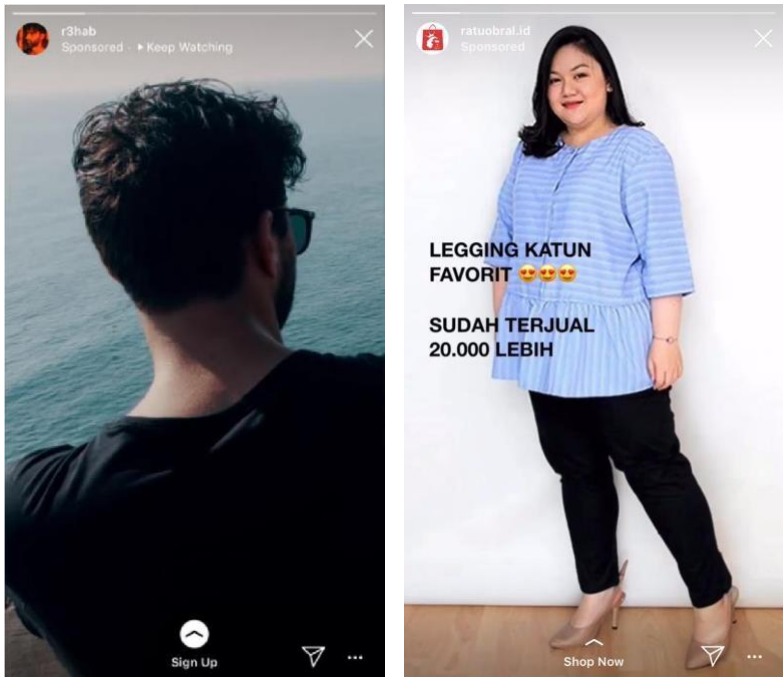 r3hab
Sponsored · ▶ Keep Watching
Sign Up
ratuobral.id
Sponsored
LEGGING KATUN
FAVORIT 😍😍😍
SUDAH TERJUAL
20.000 LEBIH
Shop Now